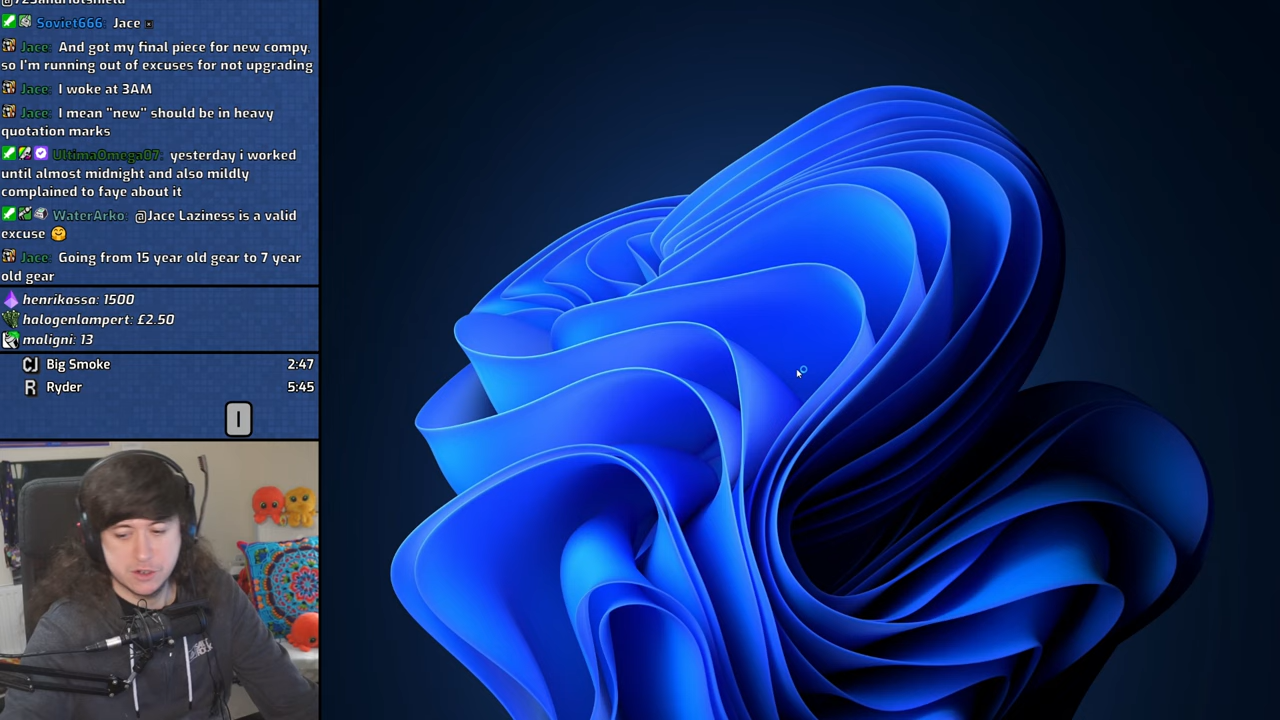 @723andriotshield
Soviet666: Jace
Jace: And got my final piece for new compy,
so I'm running out of excuses for not upgrading
Jace: I woke at 3AM
Jace: I mean "new" should be in heavy
quotation marks
UltimaOmega07: yesterday i worked
until almost midnight and also mildly
complained to faye about it
WaterArko: @Jace Laziness is a valid
excuse 🤗
Jace: Going from 15 year old gear to 7 year
old gear
henrikassa: 1500
halogenlampert: £2.50
maligni: 13
CJ Big Smoke 2:47
R Ryder 5:45
I